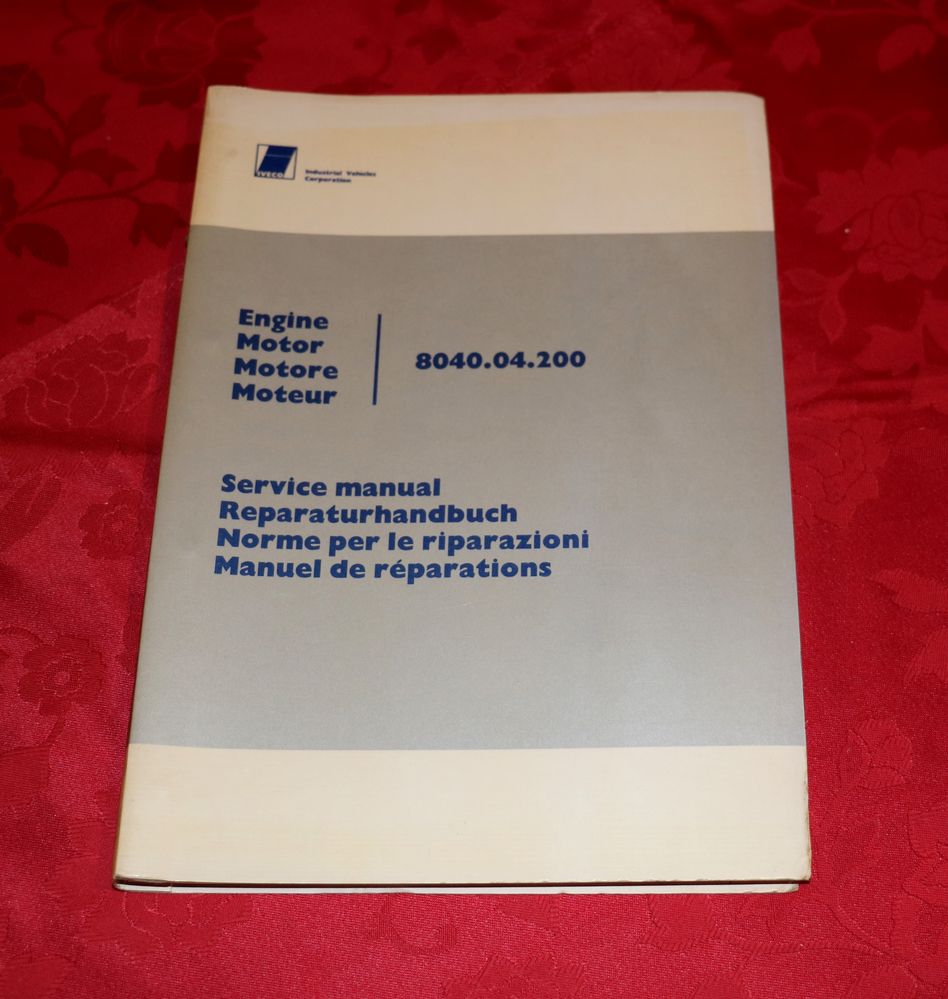 IVECO
Industrial Vehicles
Corporation
Engine
Motor
Motore
Moteur
8040.04.200
Service manual
Reparaturhandbuch
Norme per le riparazioni
Manuel de réparations